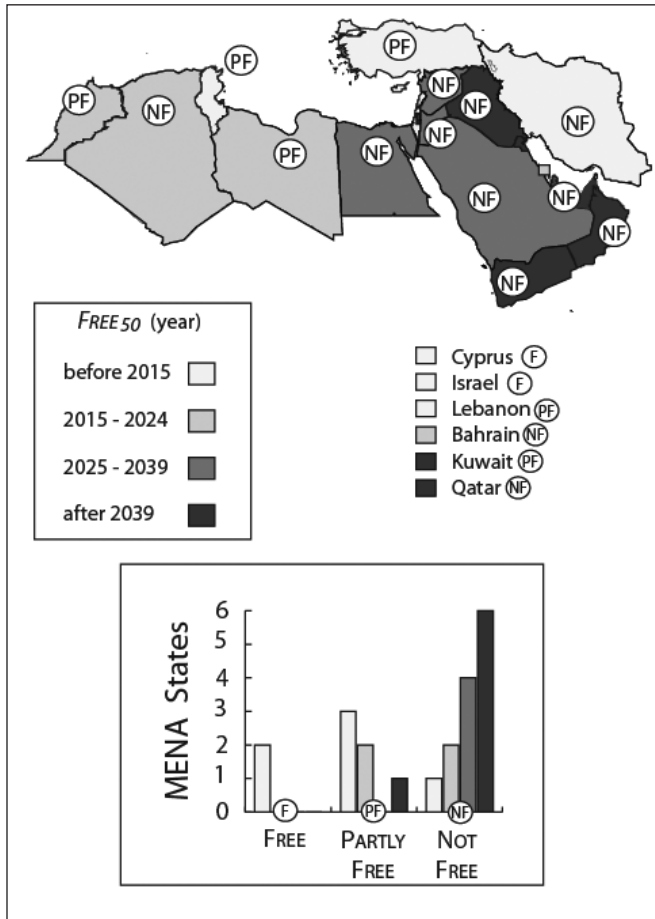 PF
PF
PF
NF
NF
NF
NF
PF
NF
NF
NF
NF
NF
NF
FREE50 (year)
before 2015
2015 - 2024
2025 - 2039
after 2039
Cyprus F
Israel F
Lebanon PF
Bahrain NF
Kuwait PF
Qatar NF
MENA States
6
5
4
3
2
1
0
F
PF
NF
FREE
PARTLY FREE
NOT FREE